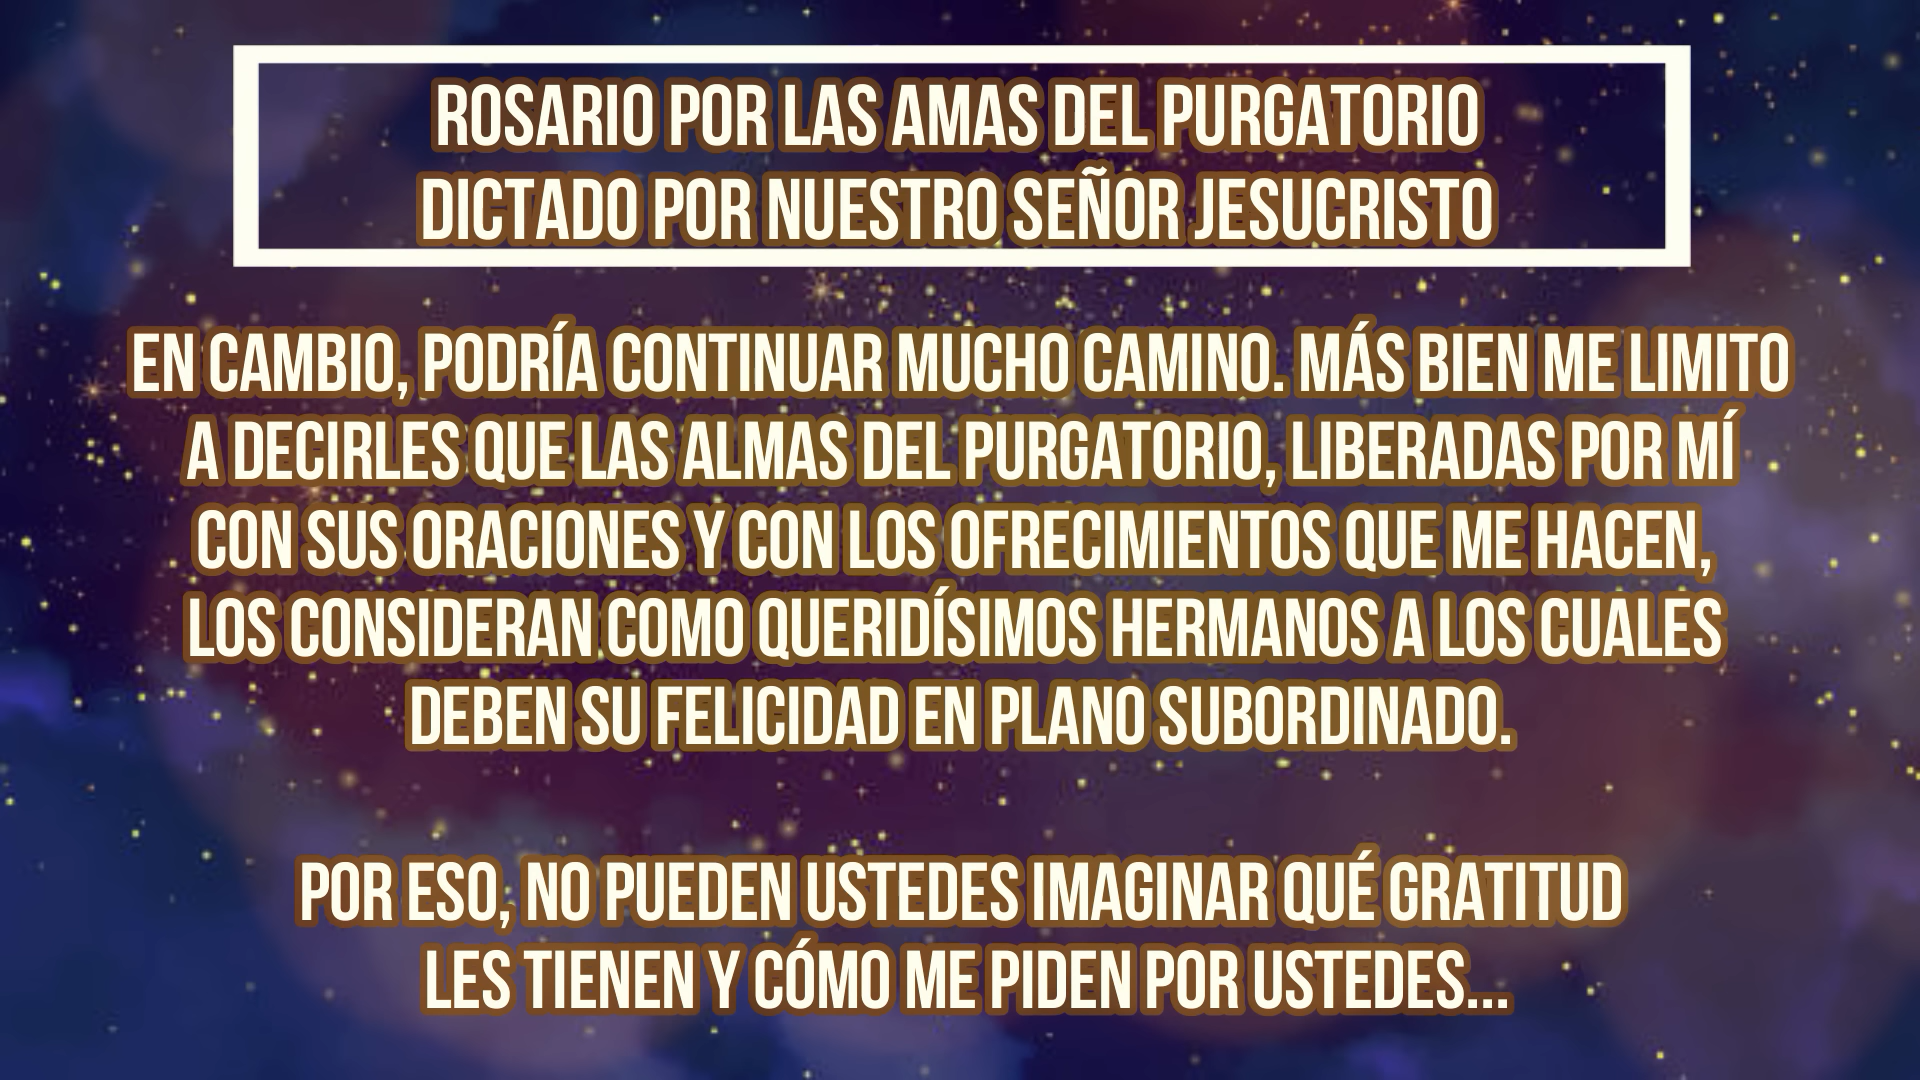 ROSARIO POR LAS AMAS DEL PURGATORIO
DICTADO POR NUESTRO SEÑOR JESUCRISTO
EN CAMBIO, PODRÍA CONTINUAR MUCHO CAMINO. MÁS BIEN ME LIMITO
A DECIRLES QUE LAS ALMAS DEL PURGATORIO, LIBERADAS POR MÍ
CON SUS ORACIONES Y CON LOS OFRECIMIENTOS QUE ME HACEN,
LOS CONSIDERAN COMO QUERIDÍSIMOS HERMANOS A LOS CUALES
DEBEN SU FELICIDAD EN PLANO SUBORDINADO.
POR ESO, NO PUEDEN USTEDES IMAGINAR QUÉ GRATITUD
LES TIENEN Y CÓMO ME PIDEN POR USTEDES...